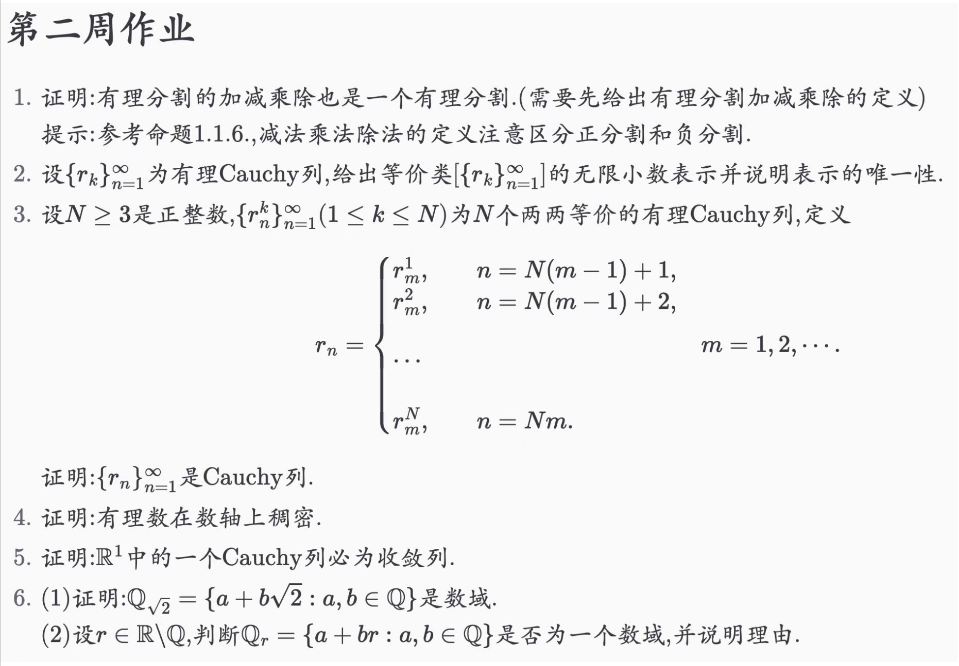 第二周作业
1. 证明:有理分割的加减乘除也是一个有理分割.(需要先给出有理分割加减乘除的定义)
提示:参考命题1.1.6.,减法乘法除法的定义注意区分正分割和负分割.
2. 设$\{r_k\}_{n=1}^{\infty}$为有理Cauchy列,给出等价类$[\{r_k\}_{n=1}^{\infty}]$的无限小数表示并说明表示的唯一性.
3. 设$N \geq 3$是正整数,$\{r_n^k\}_{n=1}^{\infty}(1 \leq k \leq N)$为$N$个两两等价的有理Cauchy列,定义
$$r_n = \begin{cases} r_m^1, & n = N(m-1)+1, \\ r_m^2, & n = N(m-1)+2, \\ \cdots \\ r_m^N, & n = Nm. \end{cases} \quad m = 1, 2, \cdots.$$
证明:$\{r_n\}_{n=1}^{\infty}$是Cauchy列.
4. 证明:有理数在数轴上稠密.
5. 证明:$\mathbb{R}^1$中的一个Cauchy列必为收敛列.
6. (1)证明:$\mathbb{Q}_{\sqrt{2}} = \{a + b\sqrt{2} : a, b \in \mathbb{Q}\}$是数域.
(2)设$r \in \mathbb{R} \backslash \mathbb{Q}$,判断$\mathbb{Q}_r = \{a + br : a, b \in \mathbb{Q}\}$是否为一个数域,并说明理由.